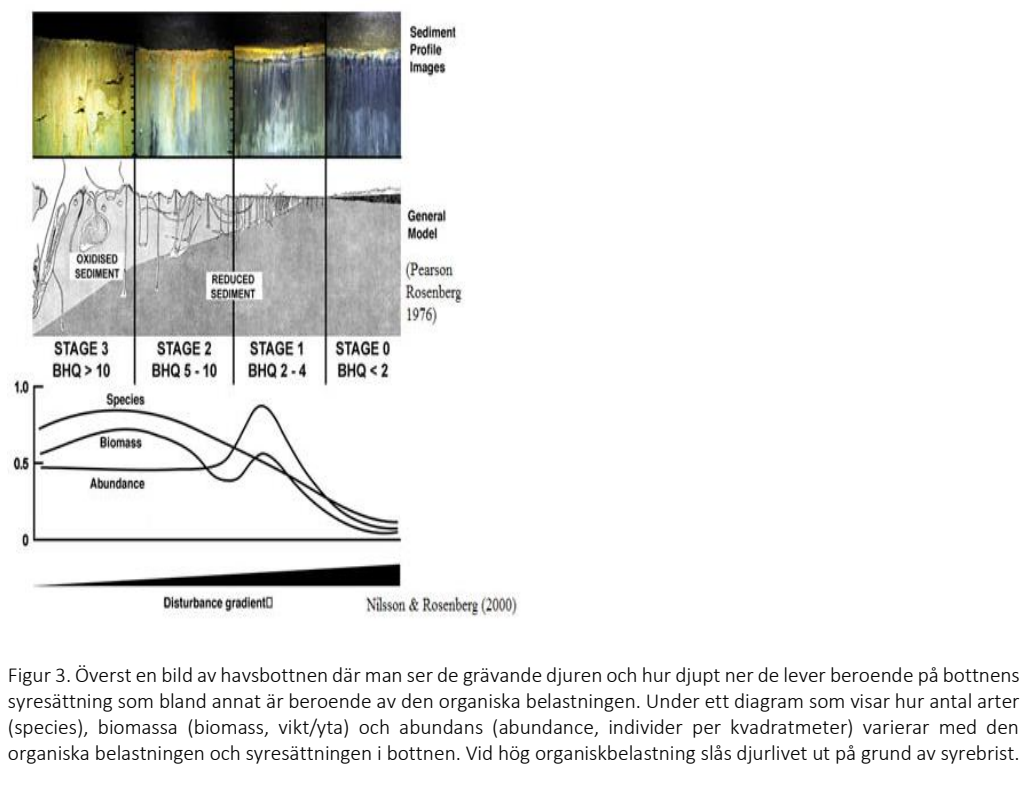 Sediment
Profile
Images
General
Model
(Pearson
Rosenberg
1976)
OXIDISED
SEDIMENT
REDUCED
SEDIMENT
STAGE 3
BHQ > 10
STAGE 2
BHQ 5 - 10
STAGE 1
BHQ 2 - 4
STAGE 0
BHQ < 2
1.0
0.5
0
Species
Biomass
Abundance
Disturbance gradient□
Nilsson & Rosenberg (2000)
Figur 3. Överst en bild av havsbottnen där man ser de grävande djuren och hur djupt ner de lever beroende på bottnens
syresättning som bland annat är beroende av den organiska belastningen. Under ett diagram som visar hur antal arter
(species), biomassa (biomass, vikt/yta) och abundans (abundance, individer per kvadratmeter) varierar med den
organiska belastningen och syresättningen i bottnen. Vid hög organiskbelastning slås djurlivet ut på grund av syrebrist.